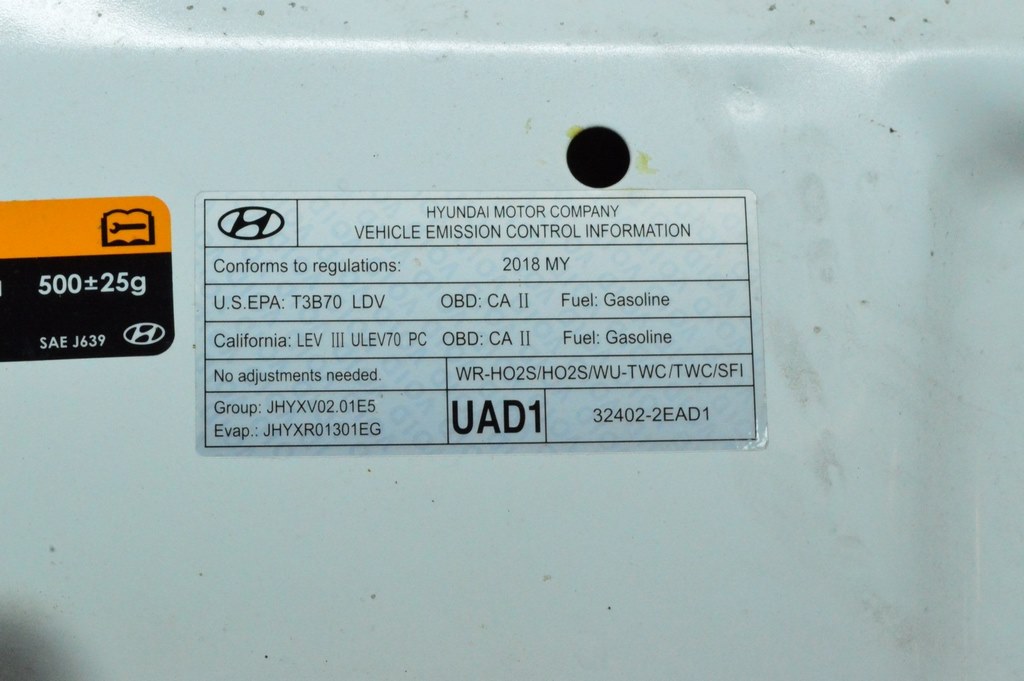 500±25g
SAE J639
HYUNDAI MOTOR COMPANY
VEHICLE EMISSION CONTROL INFORMATION
Conforms to regulations: 2018 MY
U.S.EPA: T3B70 LDV OBD: CA II Fuel: Gasoline
California: LEV III ULEV70 PC OBD: CA II Fuel: Gasoline
No adjustments needed. WR-HO2S/HO2S/WU-TWC/TWC/SFI
Group: JHYXV02.01E5
Evap.: JHYXR01301EG
UAD1
32402-2EAD1